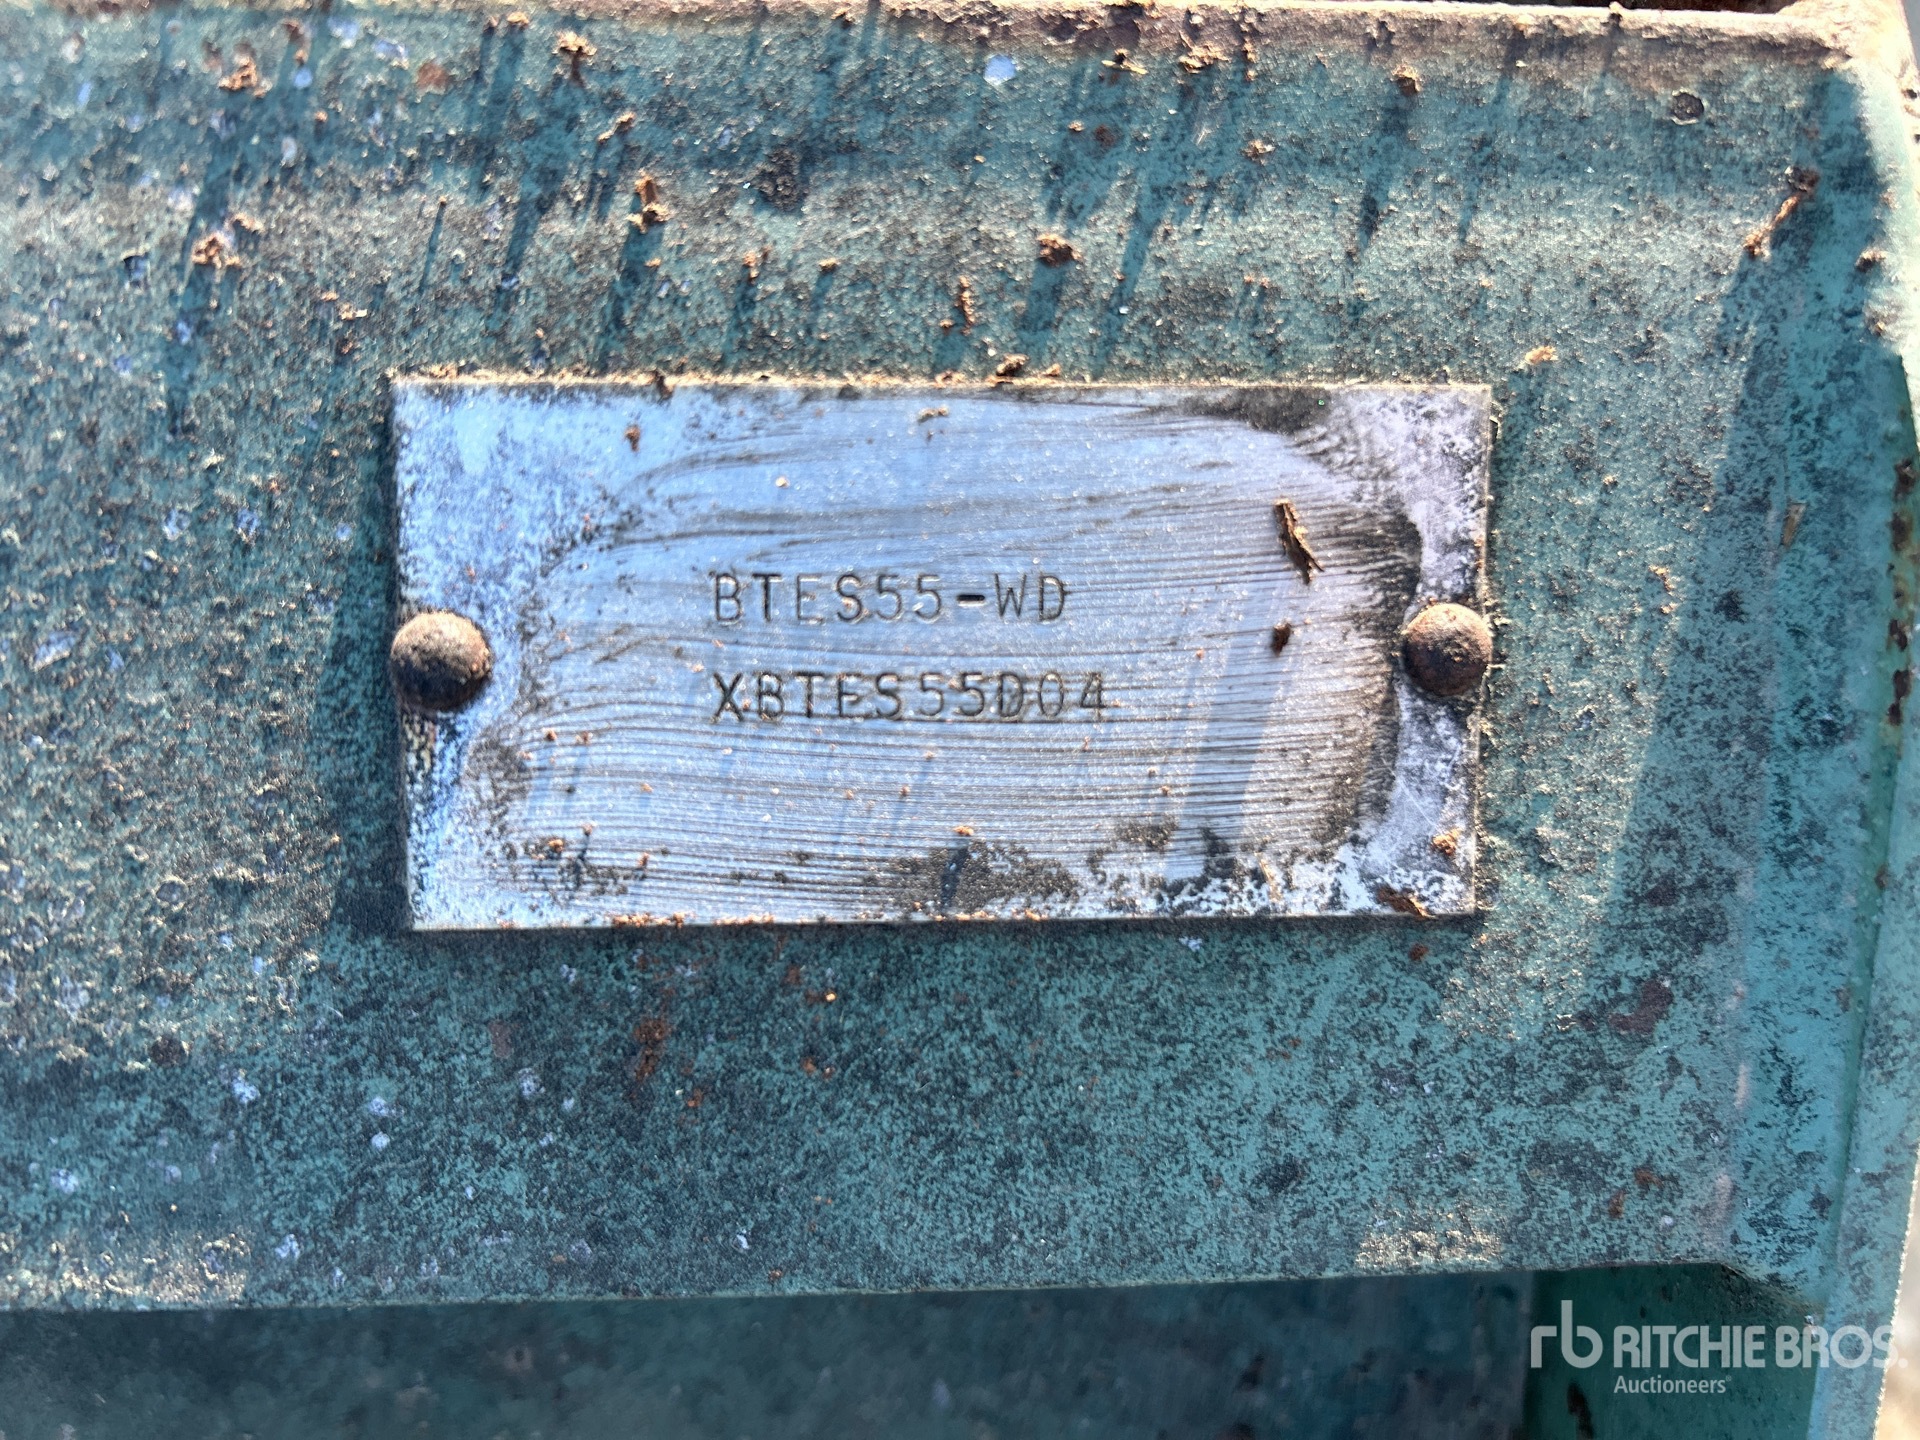 BTES55-WD
XBTES55D04
rb RITCHIE BROS.
Auctioneers